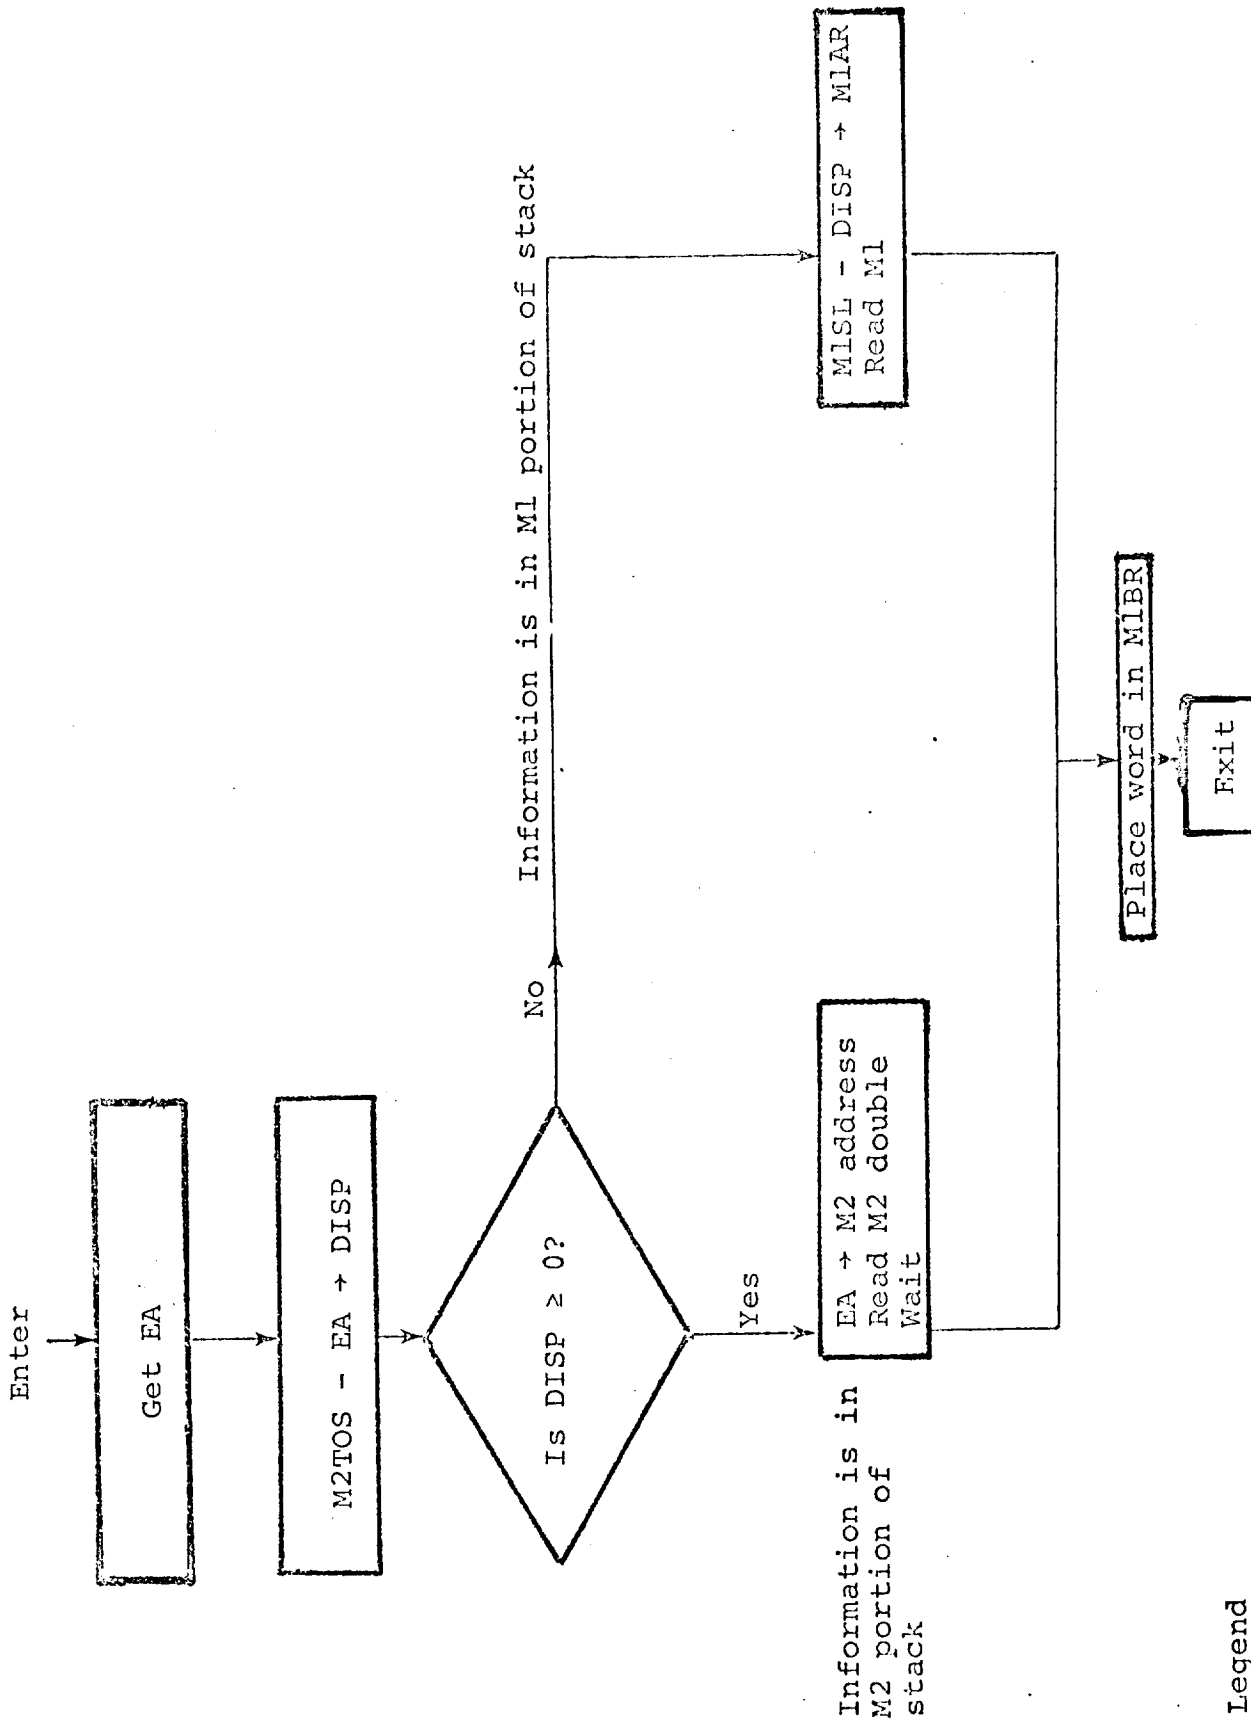 Enter
Get EA
M2TOS - EA → DISP
Is DISP ≥ 0?
No
Information is in M1 portion of stack
Yes
Information is in
M2 portion of
stack
EA → M2 address
Read M2 double
Wait
M1SL - DISP → M1AR
Read M1
Place word in M1BR
Exit
Legend